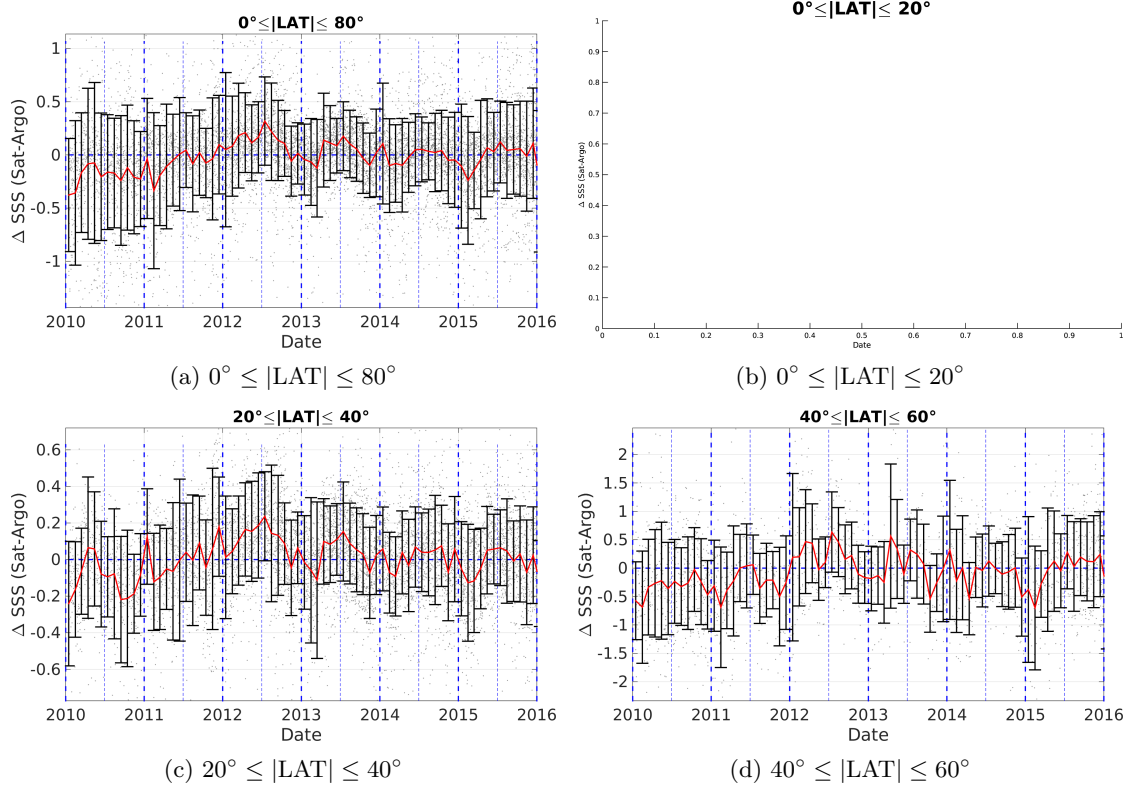 0°≤|LAT|≤ 80°
1
0.5
0
-0.5
-1
Δ SSS (Sat-Argo)
2010 2011 2012 2013 2014 2015 2016
Date
(a) 0° ≤ |LAT| ≤ 80°
0°≤|LAT|≤ 20°
1
0.9
0.8
0.7
0.6
0.5
0.4
0.3
0.2
0.1
0
Δ SSS (Sat-Argo)
0 0.1 0.2 0.3 0.4 0.5 0.6 0.7 0.8 0.9 1
Date
(b) 0° ≤ |LAT| ≤ 20°
20°≤|LAT|≤ 40°
0.6
0.4
0.2
0
-0.2
-0.4
-0.6
Δ SSS (Sat-Argo)
2010 2011 2012 2013 2014 2015 2016
Date
(c) 20° ≤ |LAT| ≤ 40°
40°≤|LAT|≤ 60°
2
1.5
1
0.5
0
-0.5
-1
-1.5
-2
Δ SSS (Sat-Argo)
2010 2011 2012 2013 2014 2015 2016
Date
(d) 40° ≤ |LAT| ≤ 60°